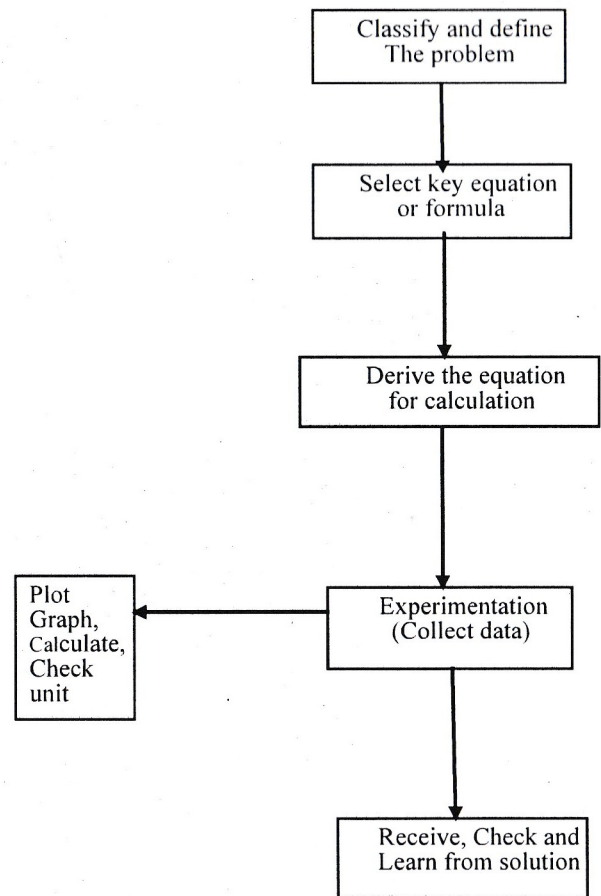 Classify and define
The problem
Select key equation
or formula
Derive the equation
for calculation
Experimentation
(Collect data)
Plot
Graph,
Calculate,
Check
unit
Receive, Check and
Learn from solution